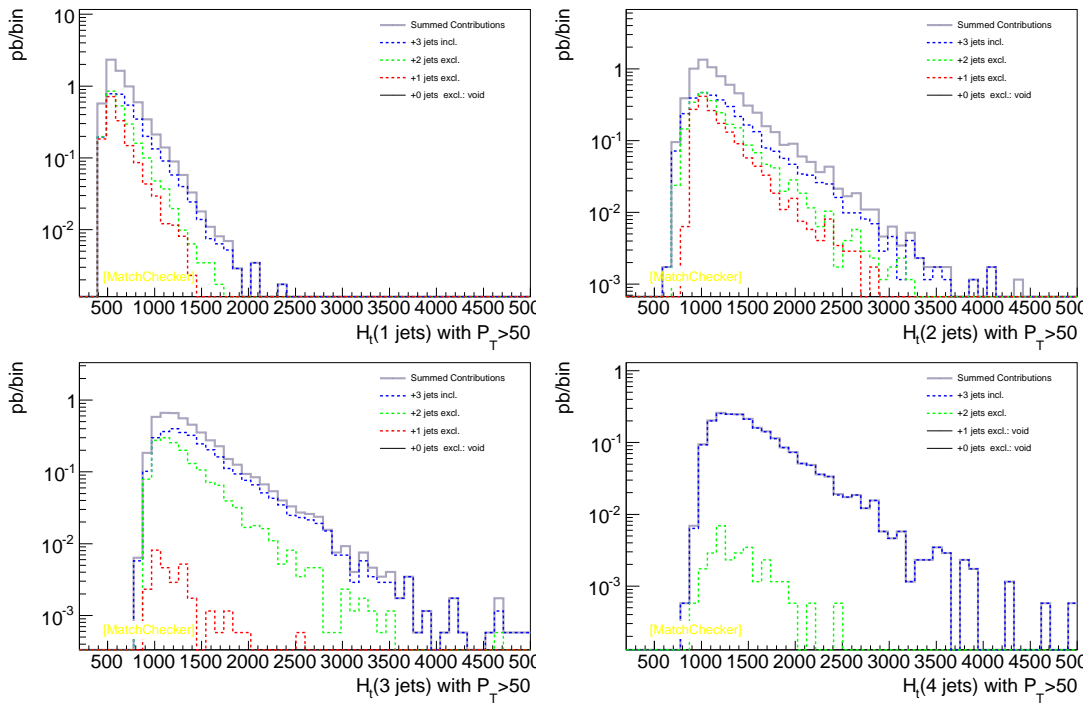 pb/bin
10
1
10^-1
10^-2
Summed Contributions
+3 jets incl.
+2 jets excl.
+1 jets excl.
+0 jets excl.: void
[MatchChecker]
500 1000 1500 2000 2500 3000 3500 4000 4500 500
H_t(1 jets) with P_T>50
pb/bin
1
10^-1
10^-2
10^-3
Summed Contributions
+3 jets incl.
+2 jets excl.
+1 jets excl.
+0 jets excl.: void
[MatchChecker]
500 1000 1500 2000 2500 3000 3500 4000 4500 500
H_t(2 jets) with P_T>50
pb/bin
1
10^-1
10^-2
10^-3
Summed Contributions
+3 jets incl.
+2 jets excl.
+1 jets excl.
+0 jets excl.: void
[MatchChecker]
500 1000 1500 2000 2500 3000 3500 4000 4500 500
H_t(3 jets) with P_T>50
pb/bin
1
10^-1
10^-2
10^-3
Summed Contributions
+3 jets incl.
+2 jets excl.
+1 jets excl.: void
+0 jets excl.: void
[MatchChecker]
500 1000 1500 2000 2500 3000 3500 4000 4500 500
H_t(4 jets) with P_T>50